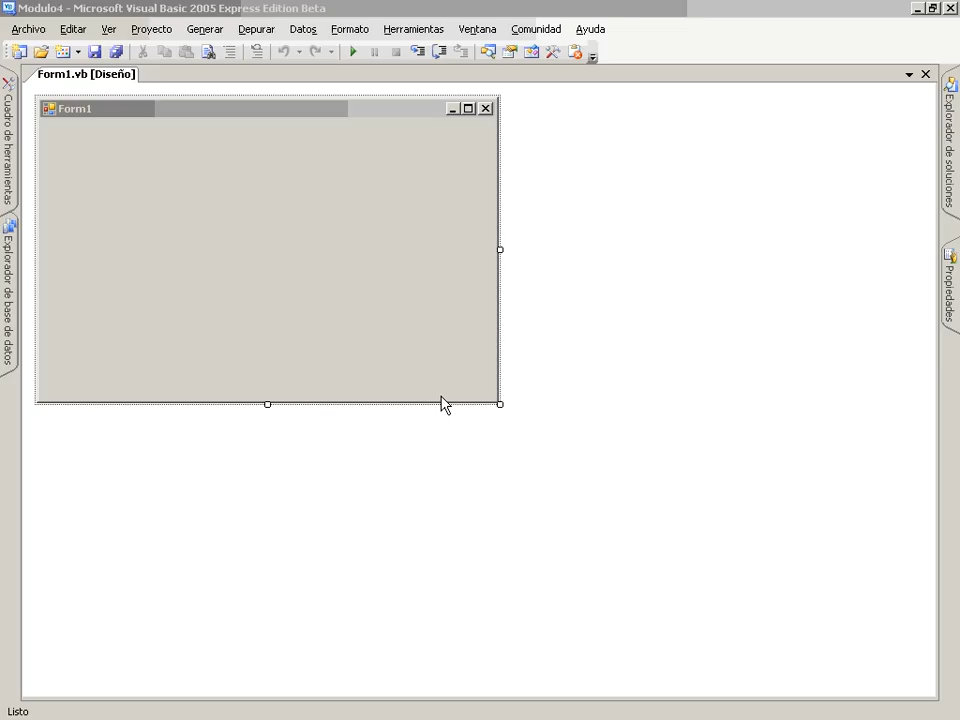 Modulo4 - Microsoft Visual Basic 2005 Express Edition Beta
Archivo Editar Ver Proyecto Generar Depurar Datos Formato Herramientas Ventana Comunidad Ayuda
Form1.vb [Diseño]
Form1
Cuadro de herramientas
Explorador de base de datos
Explorador de soluciones
Propiedades
Listo